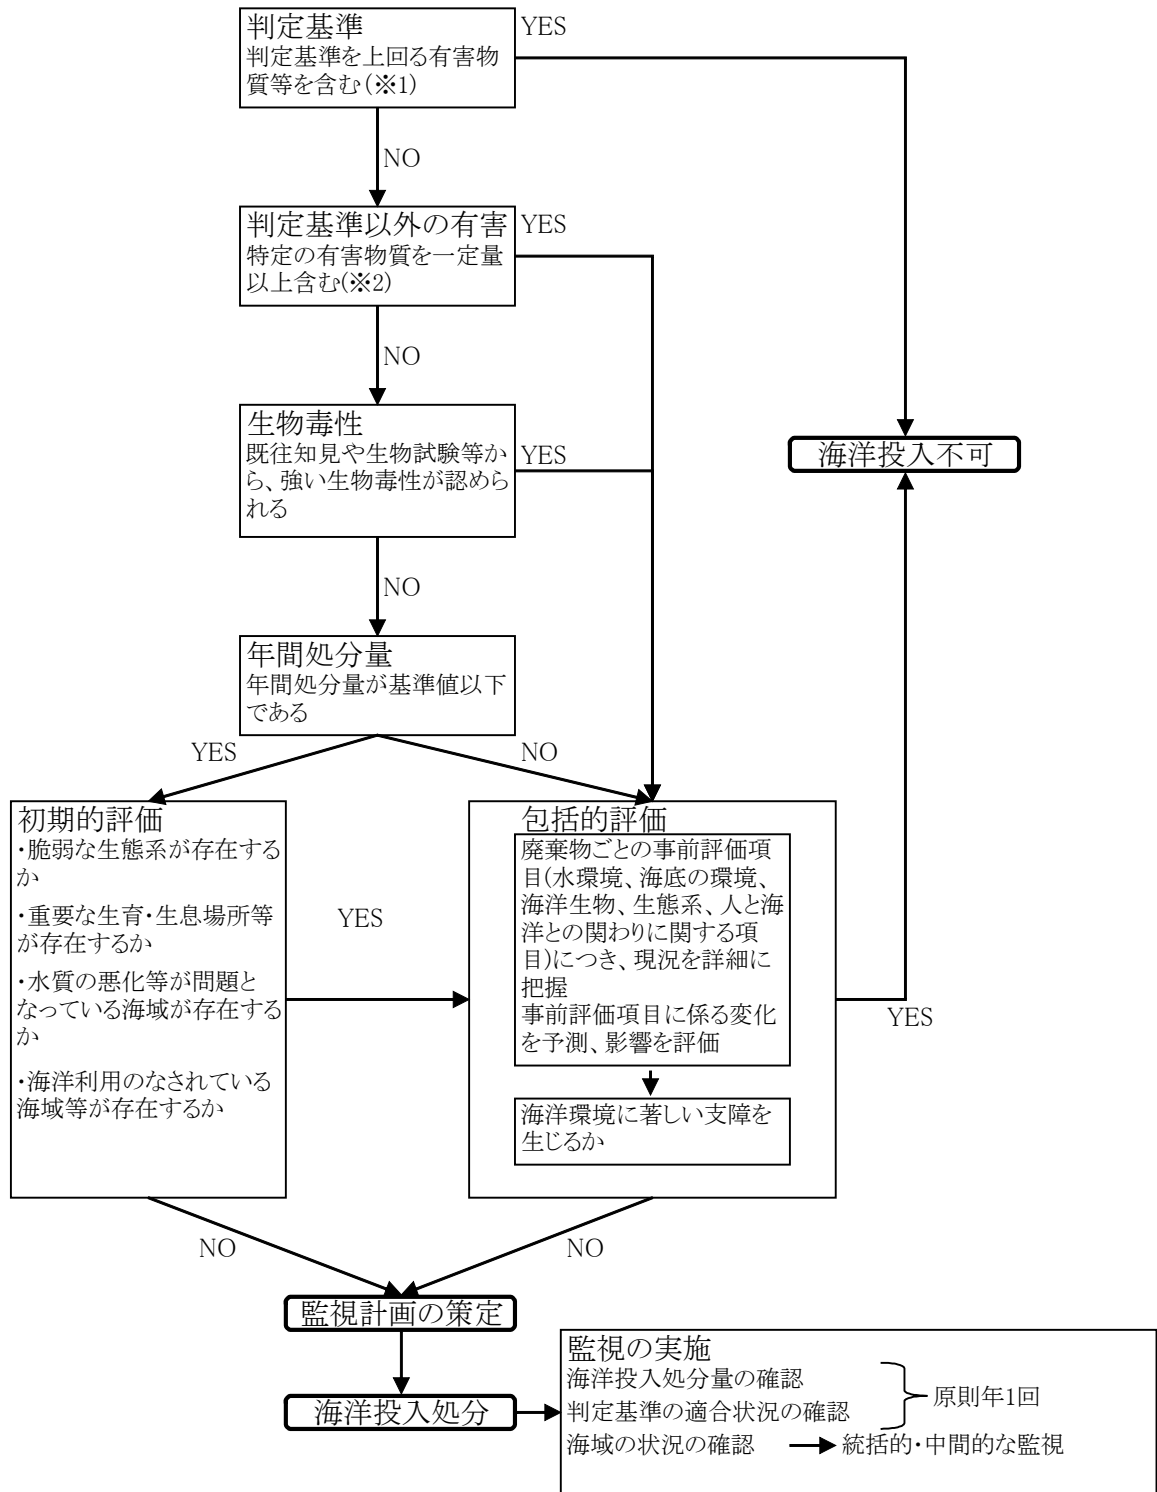 判定基準
判定基準を上回る有害物
質等を含む(※1)
YES
NO
判定基準以外の有害
特定の有害物質を一定量
以上含む(※2)
YES
NO
生物毒性
既往知見や生物試験等か
ら、強い生物毒性が認めら
れる
YES
海洋投入不可
NO
年間処分量
年間処分量が基準値以下
である
YES
NO
初期的評価
・脆弱な生態系が存在する
か
・重要な生育・生息場所等
が存在するか
・水質の悪化等が問題と
なっている海域が存在する
か
・海洋利用のなされている
海域等が存在するか
YES
包括的評価
廃棄物ごとの事前評価項
目(水環境、海底の環境、
海洋生物、生態系、人と海
洋との関わりに関する項
目)につき、現況を詳細に
把握
事前評価項目に係る変化
を予測、影響を評価
海洋環境に著しい支障を
生じるか
YES
NO
NO
監視計画の策定
海洋投入処分
監視の実施
海洋投入処分量の確認
判定基準の適合状況の確認
原則年1回
海域の状況の確認
統括的・中間的な監視